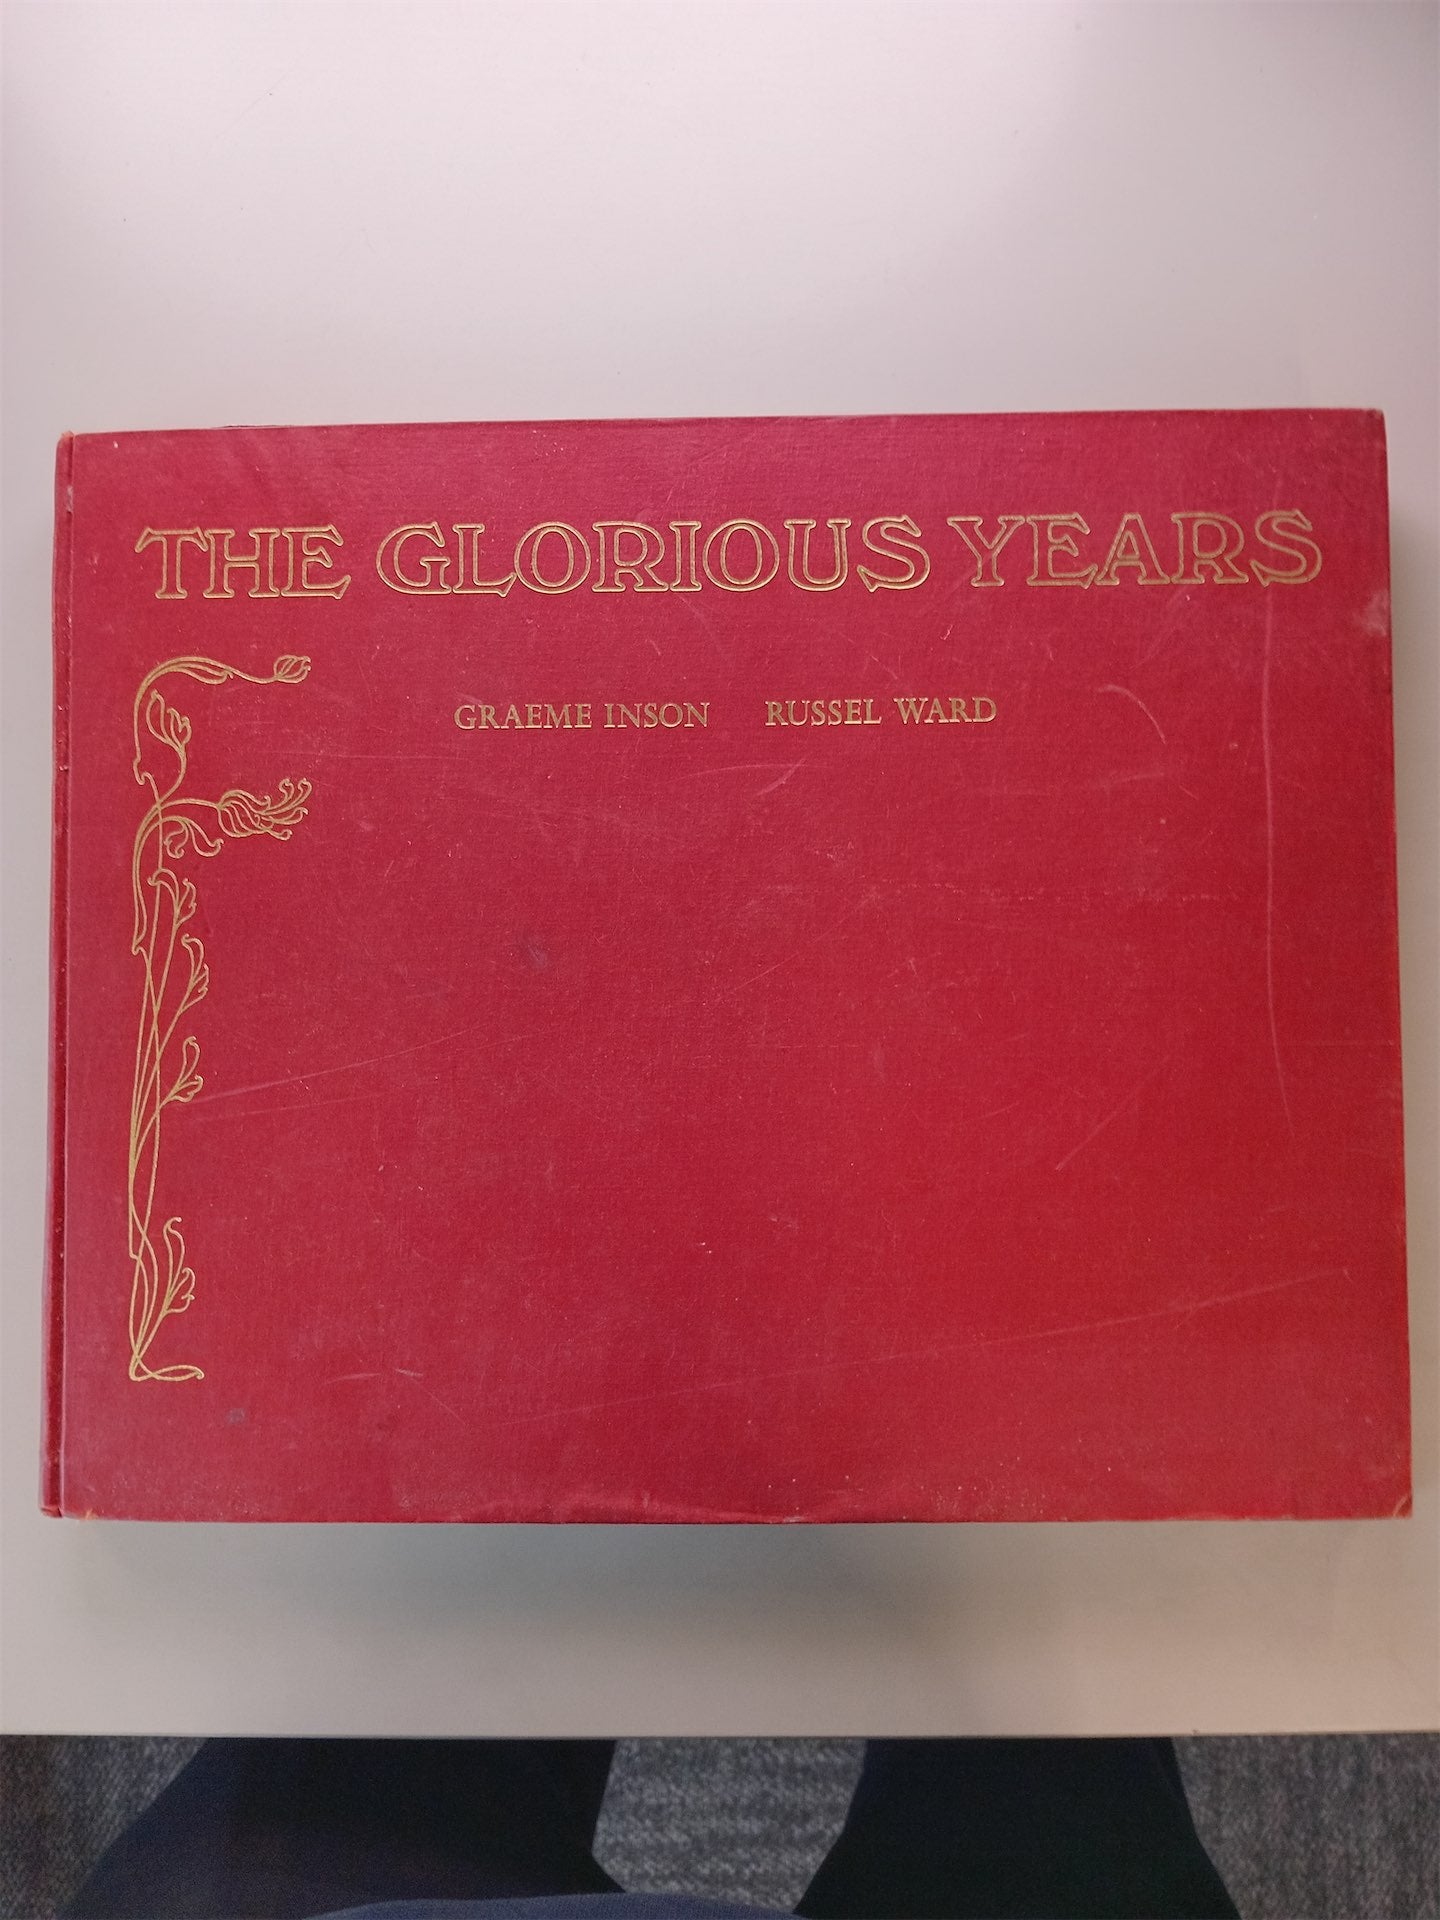 THE GLORIOUS YEARS
GRAEME INSON RUSSEL WARD